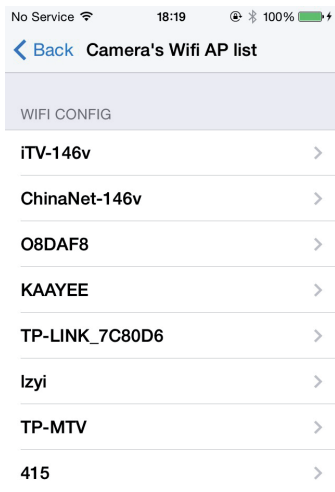 No Service 18:19 100%
Back Camera's Wifi AP list
WIFI CONFIG
iTV-146v
ChinaNet-146v
O8DAF8
KAAYEE
TP-LINK_7C80D6
lzyi
TP-MTV
415